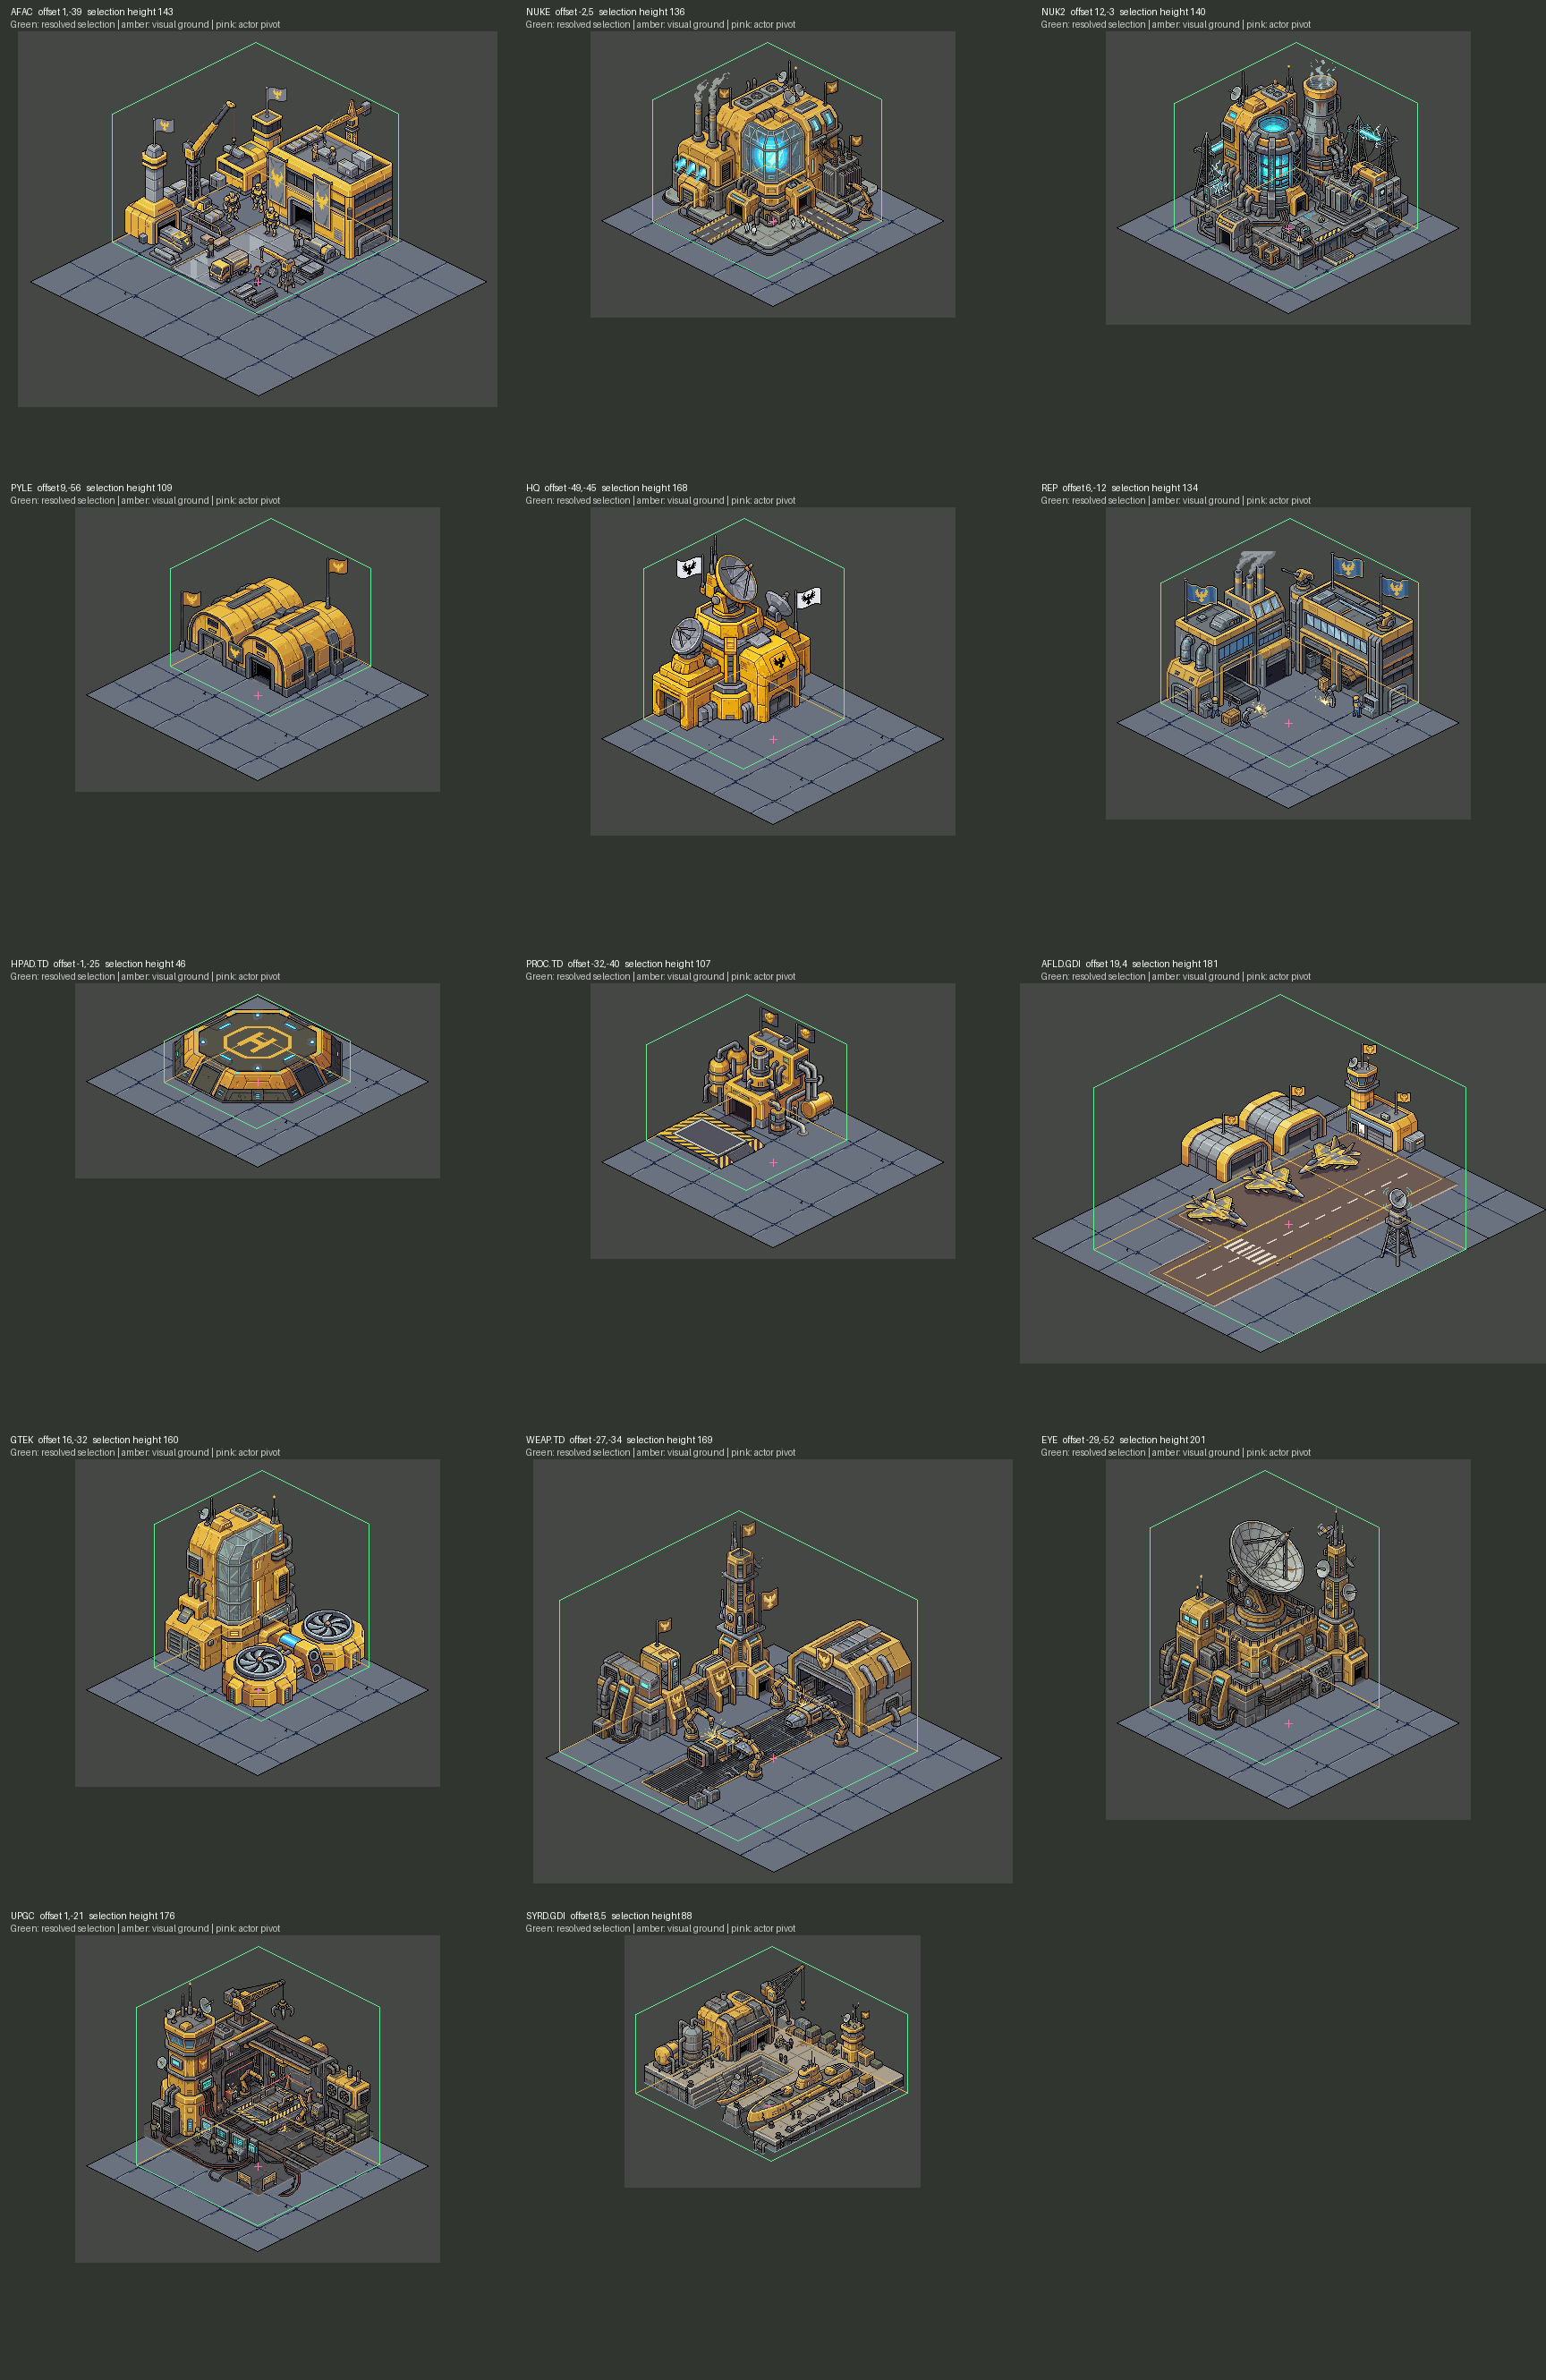 AFAC offset 1,-39 selection height 143
Green: resolved selection | amber: visual ground | pink: actor pivot
NUKE offset -2,5 selection height 136
Green: resolved selection | amber: visual ground | pink: actor pivot
NUK2 offset 12,-3 selection height 140
Green: resolved selection | amber: visual ground | pink: actor pivot
PYLE offset 9,-56 selection height 109
Green: resolved selection | amber: visual ground | pink: actor pivot
HQ offset -49,-45 selection height 168
Green: resolved selection | amber: visual ground | pink: actor pivot
REP offset 6,-12 selection height 134
Green: resolved selection | amber: visual ground | pink: actor pivot
HPAD.TD offset -1,-25 selection height 46
Green: resolved selection | amber: visual ground | pink: actor pivot
H
PROC.TD offset -32,-40 selection height 107
Green: resolved selection | amber: visual ground | pink: actor pivot
AFLD.GDI offset 19,4 selection height 181
Green: resolved selection | amber: visual ground | pink: actor pivot
GTEK offset 16,-32 selection height 160
Green: resolved selection | amber: visual ground | pink: actor pivot
WEAP.TD offset -27,-34 selection height 169
Green: resolved selection | amber: visual ground | pink: actor pivot
EYE offset -29,-52 selection height 201
Green: resolved selection | amber: visual ground | pink: actor pivot
UPGC offset 1,-21 selection height 176
Green: resolved selection | amber: visual ground | pink: actor pivot
SYRD.GDI offset 8,5 selection height 88
Green: resolved selection | amber: visual ground | pink: actor pivot